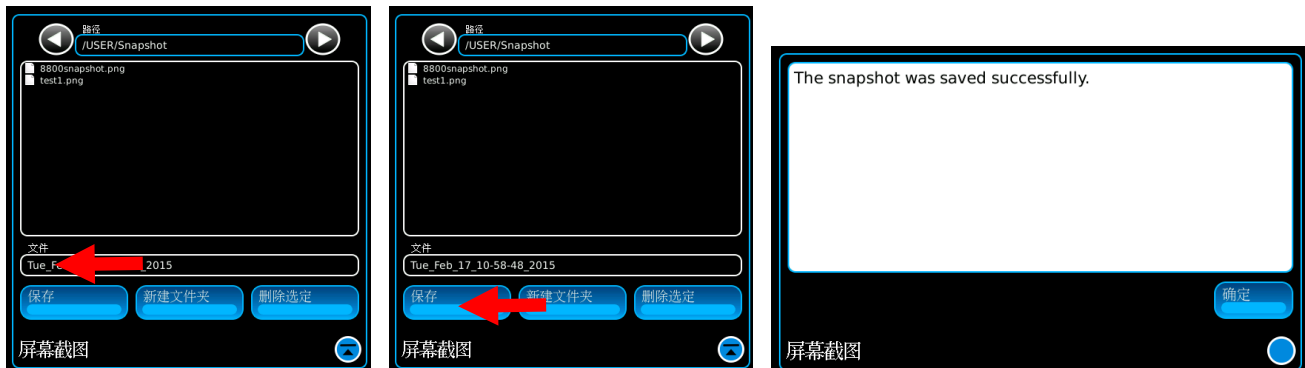 路径
/USER/Snapshot
8800snapshot.png
test1.png
文件
_2015
保存
新建文件夹
删除选定
屏幕截图
路径
/USER/Snapshot
8800snapshot.png
test1.png
文件
Tue_Feb_17_10-58-48_2015
保存
新建文件夹
删除选定
屏幕截图
The snapshot was saved successfully.
确定
屏幕截图